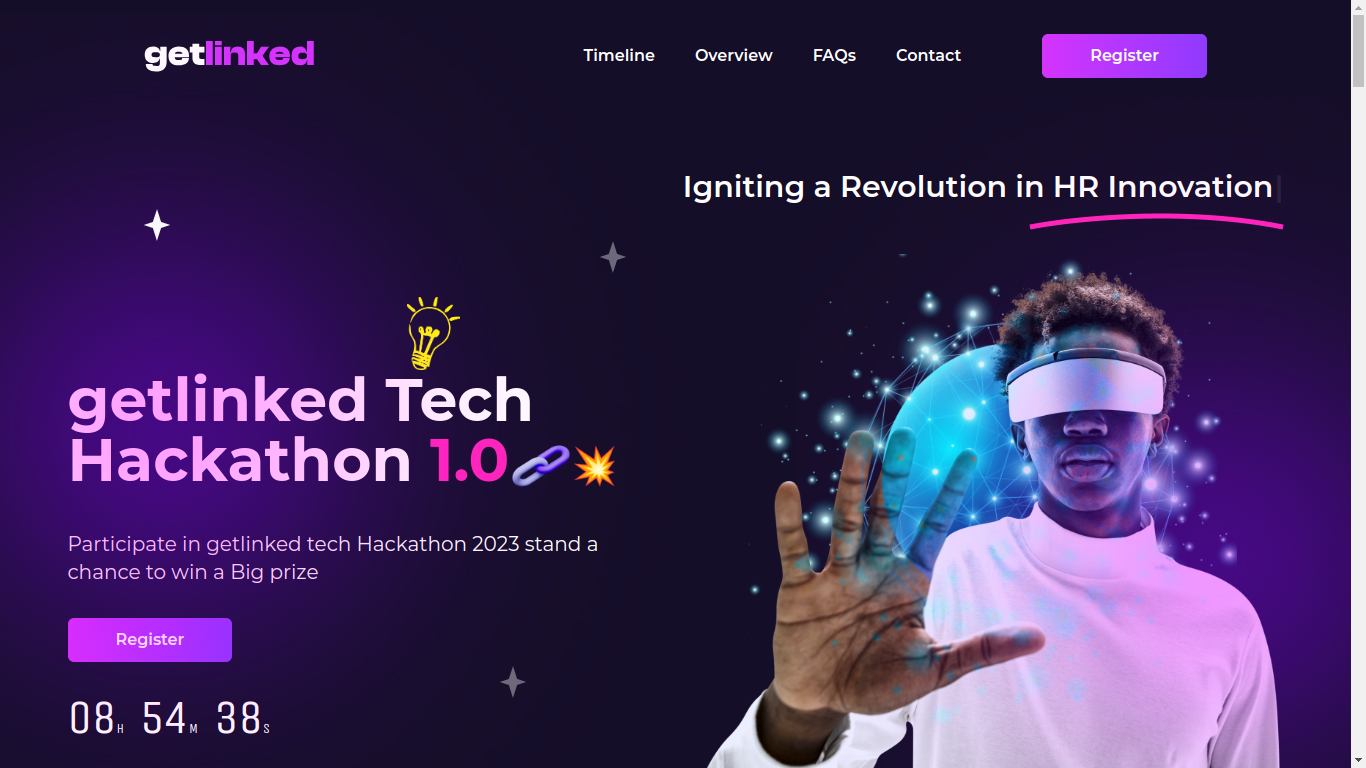 getlinked
Timeline Overview FAQs Contact Register
Igniting a Revolution in HR Innovation
getlinked Tech
Hackathon 1.0🔗💥
Participate in getlinked tech Hackathon 2023 stand a
chance to win a Big prize
Register
08H 54M 38S